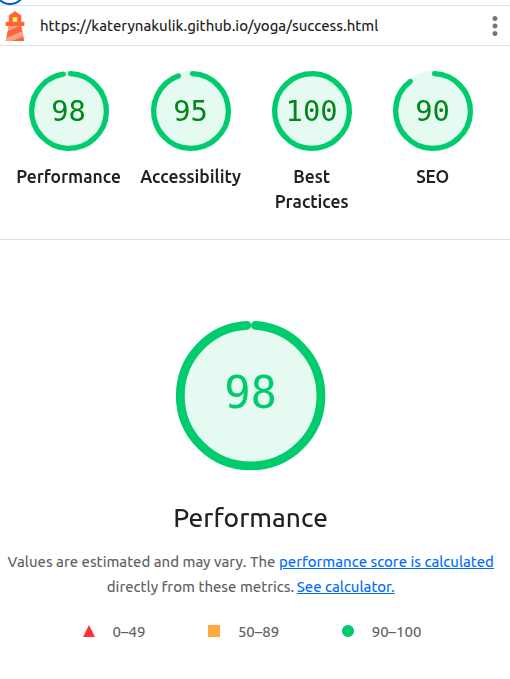 https://katerynakulik.github.io/yoga/success.html
98 95 100 90
Performance Accessibility Best Practices SEO
98
Performance
Values are estimated and may vary. The performance score is calculated
directly from these metrics. See calculator.
0–49 50–89 90–100